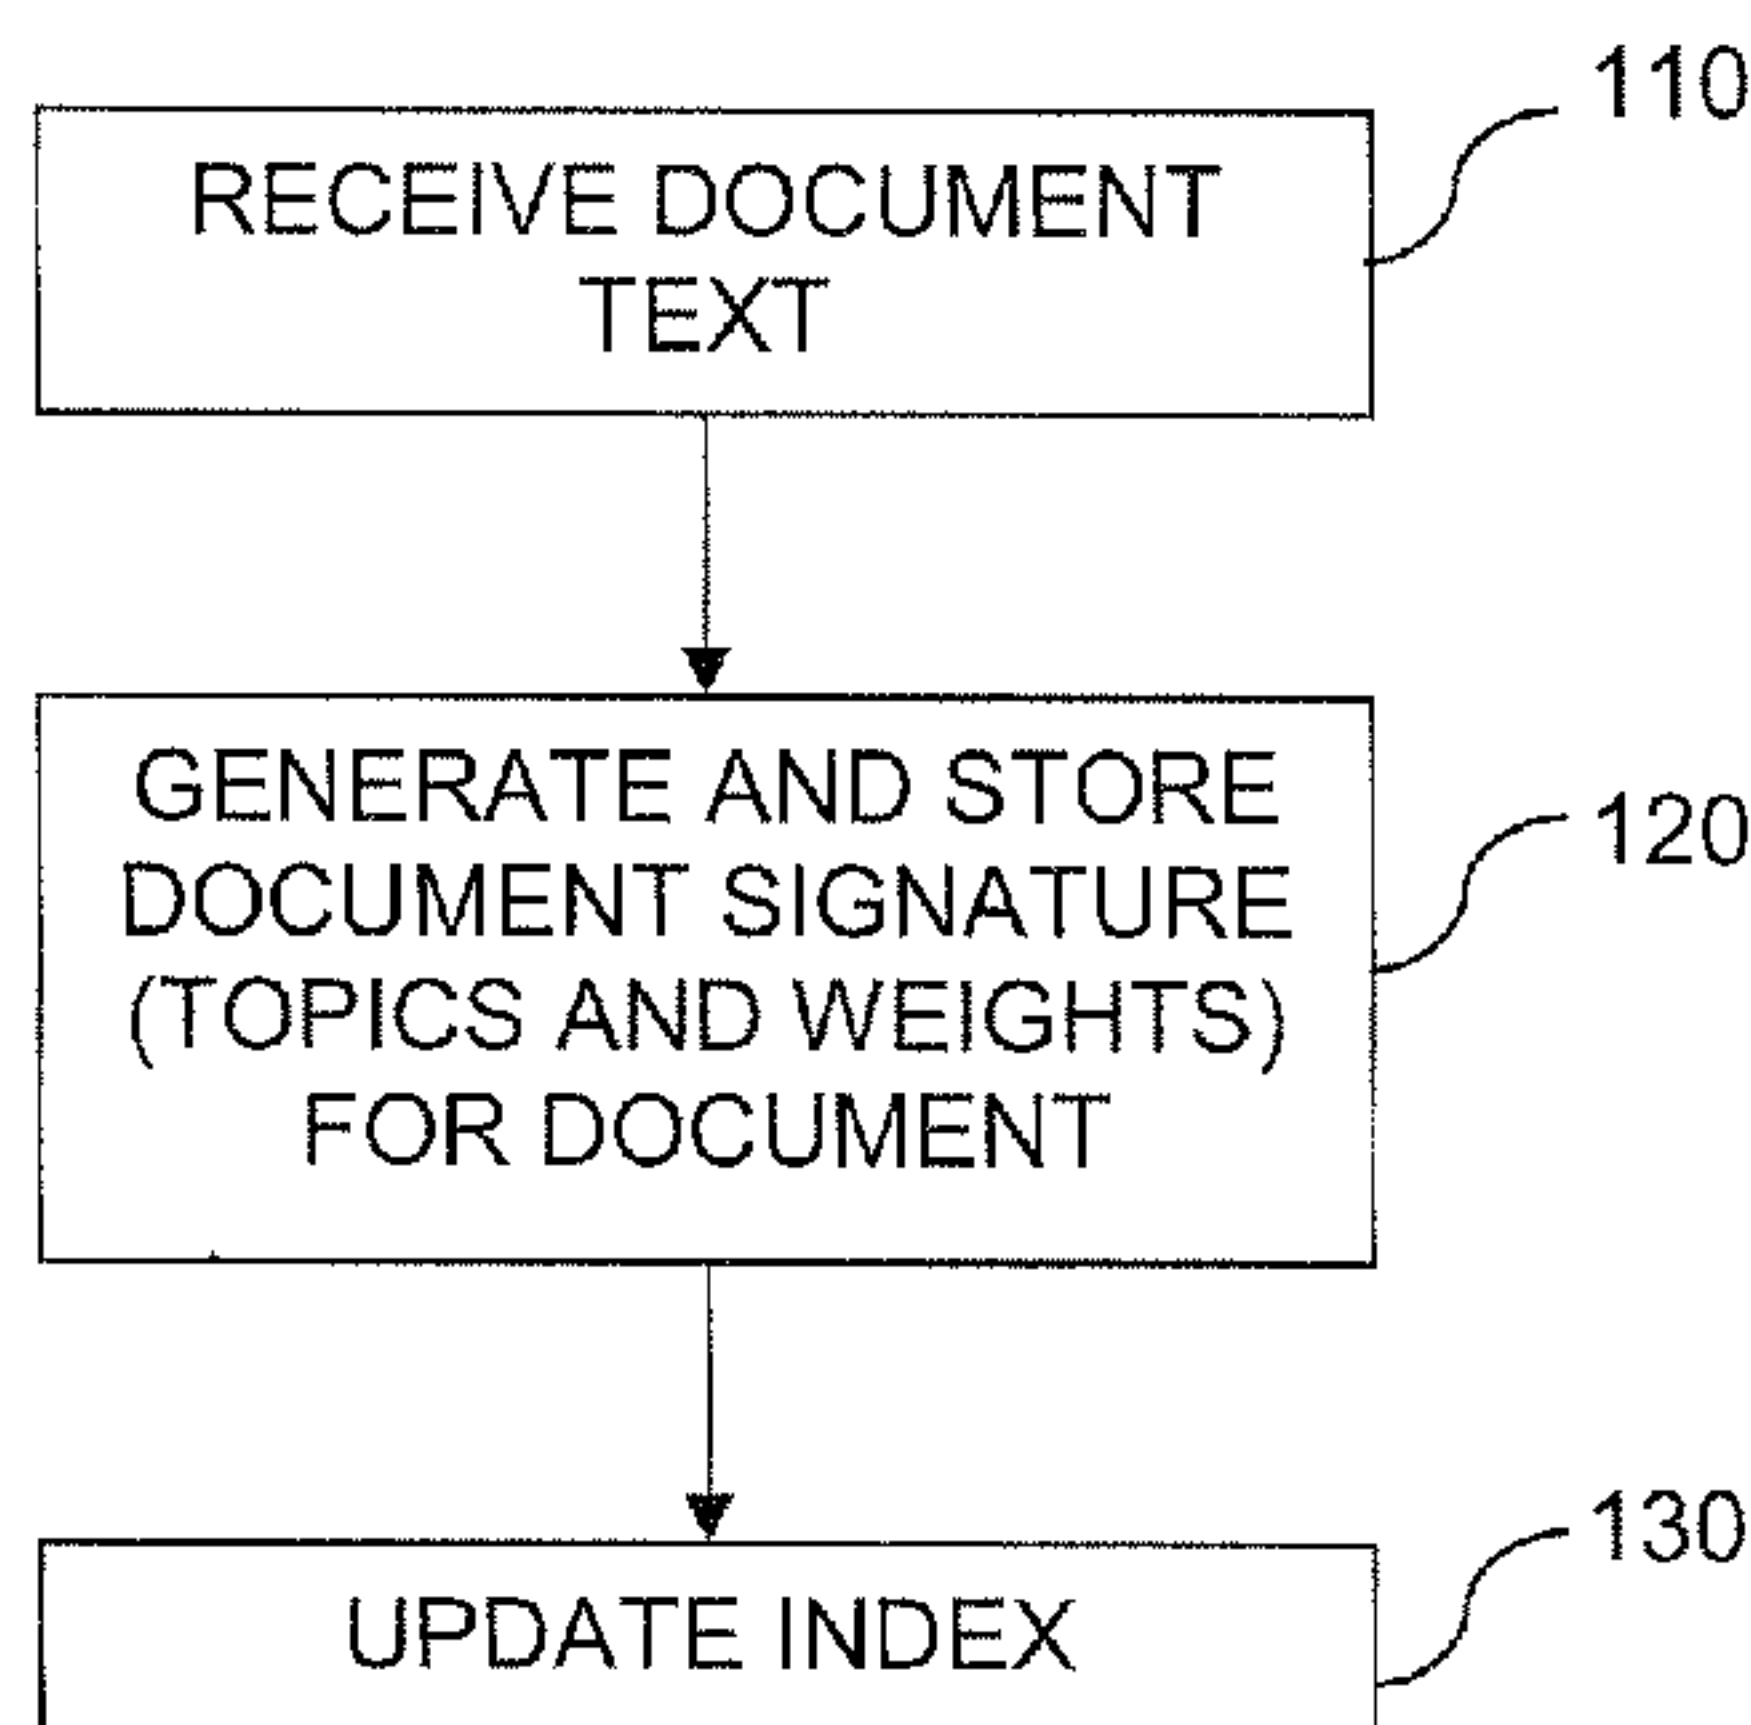 110
RECEIVE DOCUMENT
TEXT
GENERATE AND STORE
DOCUMENT SIGNATURE
(TOPICS AND WEIGHTS)
FOR DOCUMENT
120
UPDATE INDEX
130